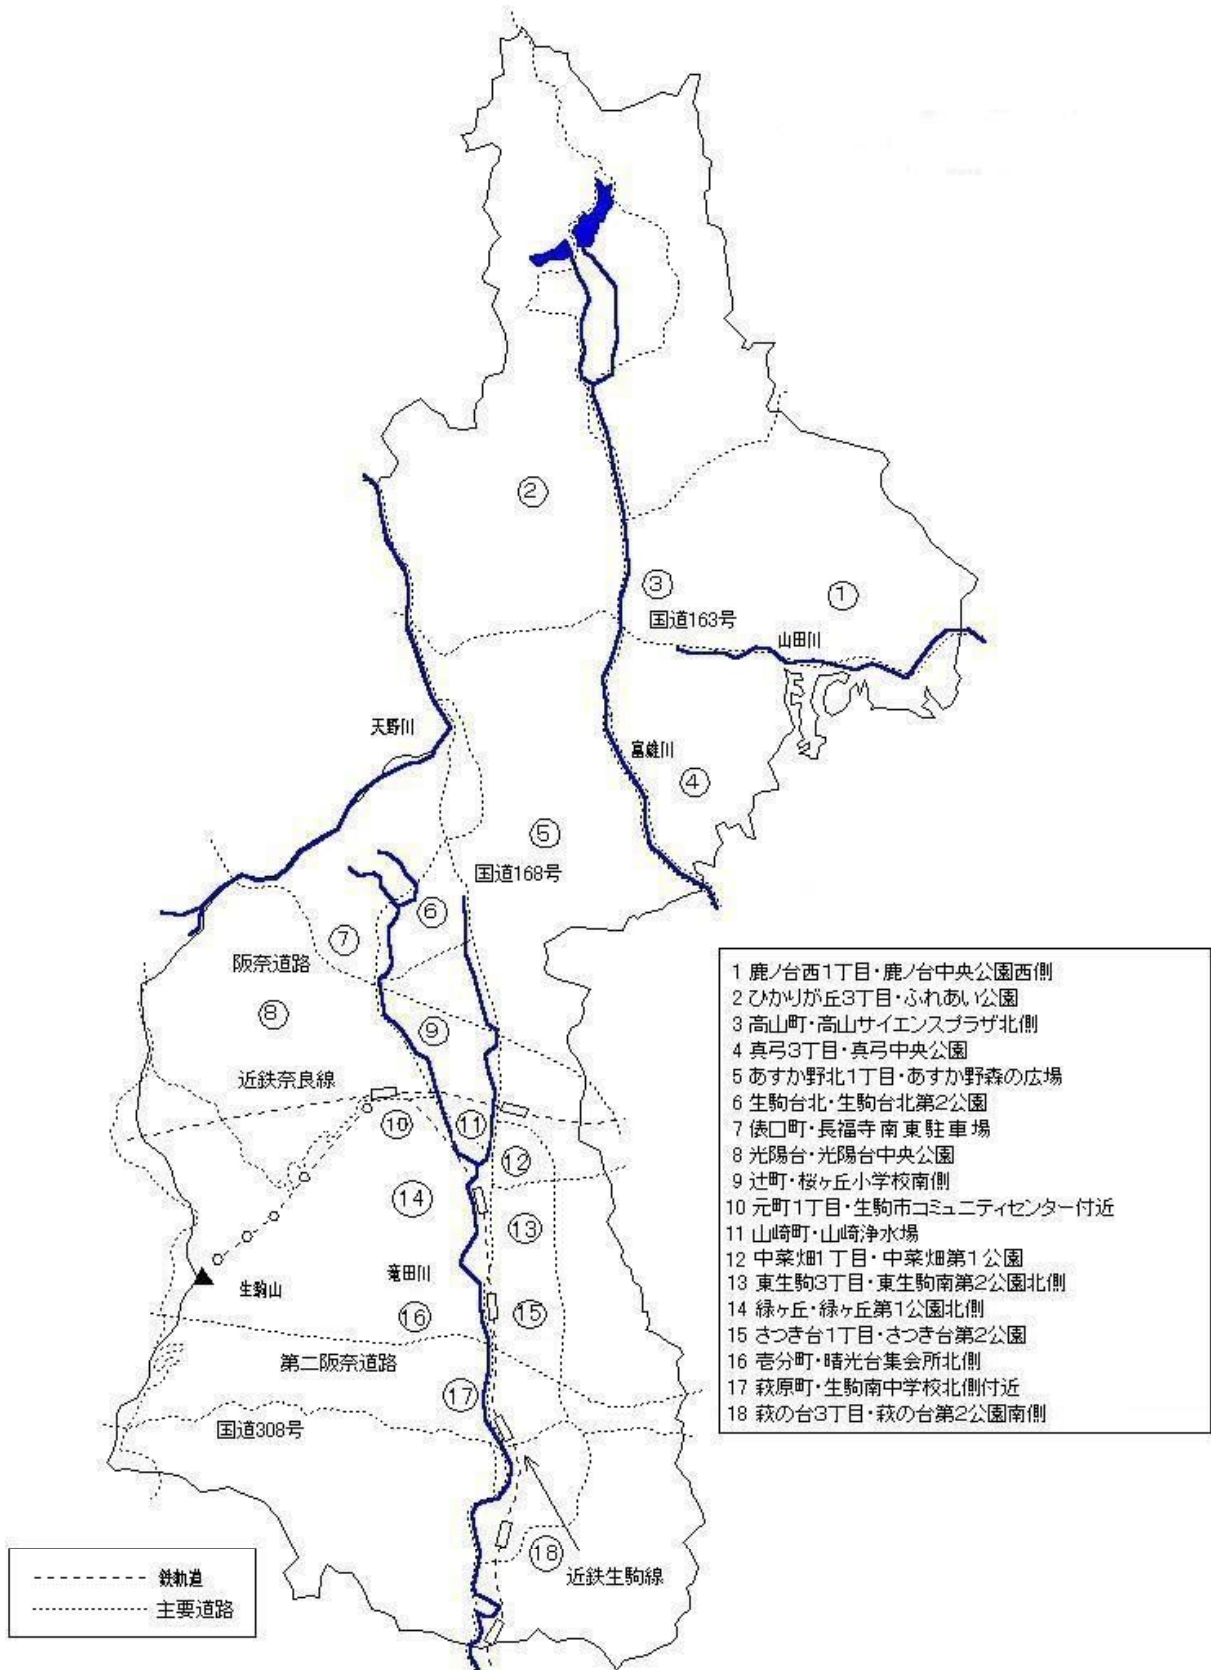 ②
③
①
国道163号
山田川
天野川
富雄川
④
⑤
国道168号
⑥
⑦
阪奈道路
⑧
⑨
近鉄奈良線
⑩
⑪
⑫
⑭
⑬
竜田川
生駒山
⑯
⑮
第二阪奈道路
⑰
国道308号
⑱
近鉄生駒線
1 鹿ノ台西1丁目・鹿ノ台中央公園西側
2 ひかりが丘3丁目・ふれあい公園
3 高山町・高山サイエンスプラザ北側
4 真弓3丁目・真弓中央公園
5 あすか野北1丁目・あすか野森の広場
6 生駒台北・生駒台北第2公園
7 俵口町・長福寺南東駐車場
8 光陽台・光陽台中央公園
9 辻町・桜ヶ丘小学校南側
10 元町1丁目・生駒市コミュニティセンター付近
11 山崎町・山崎浄水場
12 中菜畑1丁目・中菜畑第1公園
13 東生駒3丁目・東生駒南第2公園北側
14 緑ヶ丘・緑ヶ丘第1公園北側
15 さつき台1丁目・さつき台第2公園
16 壱分町・晴光台集会所北側
17 萩原町・生駒南中学校北側付近
18 萩の台3丁目・萩の台第2公園南側
鉄軌道
主要道路